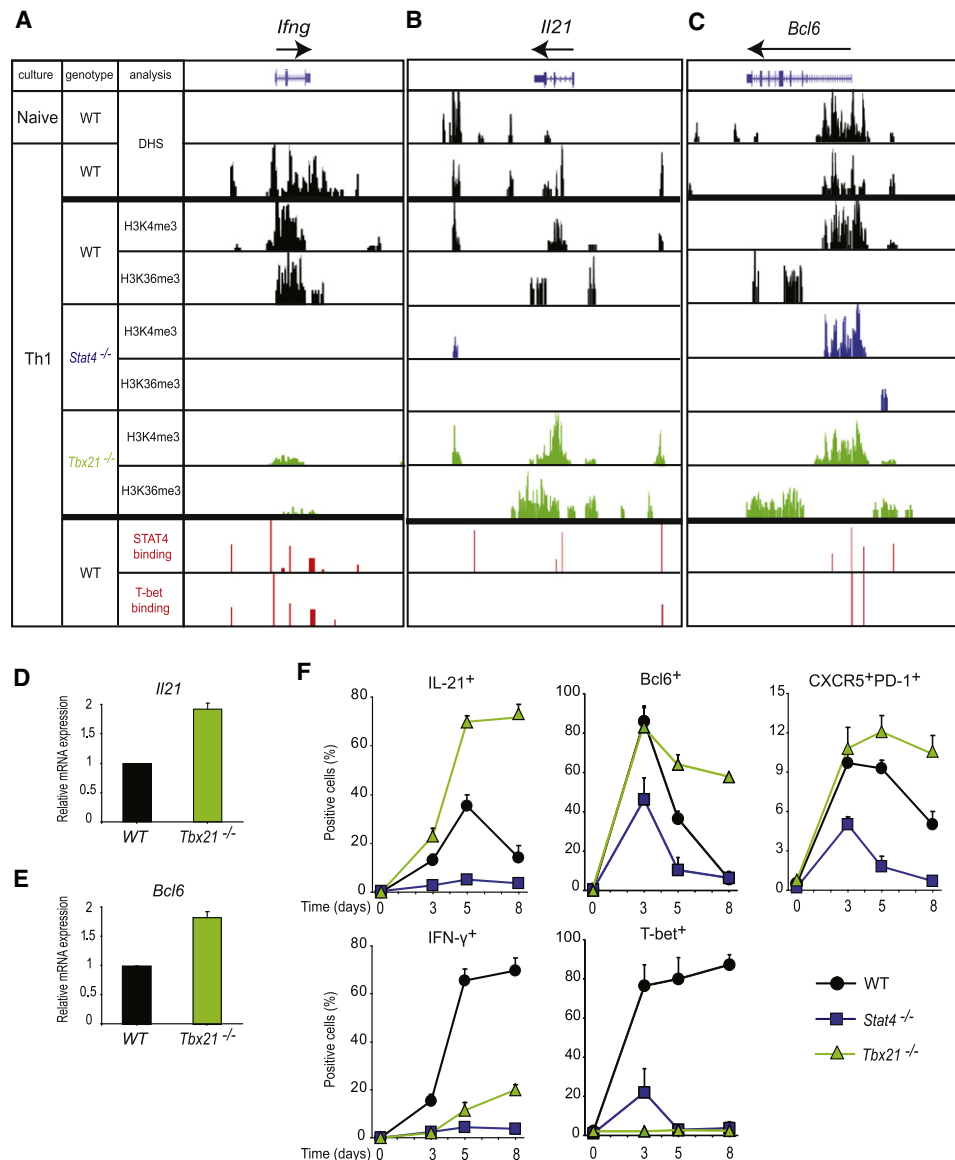 A
B
C
Ifng
Il21
Bcl6
culture genotype analysis
Naive WT
DHS
WT
Th1
WT
H3K4me3
H3K36me3
Stat4 -/-
H3K4me3
H3K36me3
Tbx21 -/-
H3K4me3
H3K36me3
WT
STAT4
binding
T-bet
binding
D
Il21
Relative mRNA expression
2
1.5
1
0.5
0
WT Tbx21 -/-
E
Bcl6
Relative mRNA expression
2
1.5
1
0.5
0
WT Tbx21 -/-
F
IL-21+
Positive cells (%)
80
60
40
20
0
Time (days) 0 3 5 8
Bcl6+
100
80
60
40
20
0
0 3 5 8
CXCR5+PD-1+
15
12
9
6
3
0
0 3 5 8
IFN-γ+
Positive cells (%)
80
60
40
20
0
Time (days) 0 3 5 8
T-bet+
100
80
60
40
20
0
0 3 5 8
WT
Stat4 -/-
Tbx21 -/-